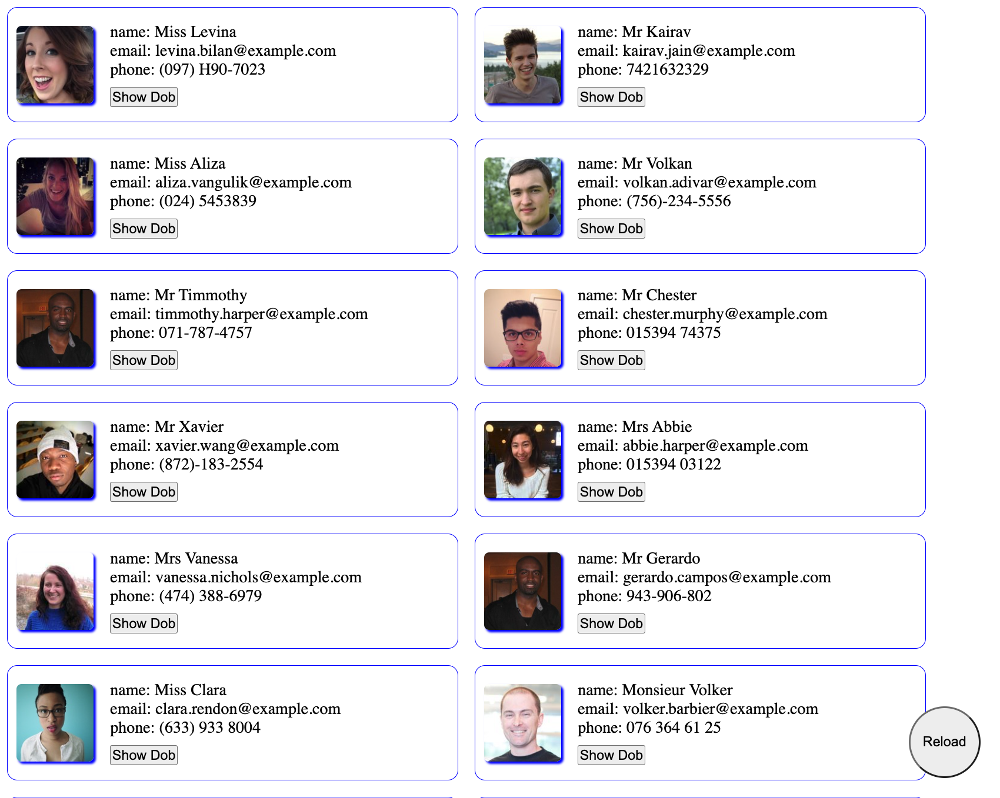 name: Miss Levina
email: levina.bilan@example.com
phone: (097) H90-7023
Show Dob
name: Mr Kairav
email: kairav.jain@example.com
phone: 7421632329
Show Dob
name: Miss Aliza
email: aliza.vangulik@example.com
phone: (024) 5453839
Show Dob
name: Mr Volkan
email: volkan.adivar@example.com
phone: (756)-234-5556
Show Dob
name: Mr Timmothy
email: timmothy.harper@example.com
phone: 071-787-4757
Show Dob
name: Mr Chester
email: chester.murphy@example.com
phone: 015394 74375
Show Dob
name: Mr Xavier
email: xavier.wang@example.com
phone: (872)-183-2554
Show Dob
name: Mrs Abbie
email: abbie.harper@example.com
phone: 015394 03122
Show Dob
name: Mrs Vanessa
email: vanessa.nichols@example.com
phone: (474) 388-6979
Show Dob
name: Mr Gerardo
email: gerardo.campos@example.com
phone: 943-906-802
Show Dob
name: Miss Clara
email: clara.rendon@example.com
phone: (633) 933 8004
Show Dob
name: Monsieur Volker
email: volker.barbier@example.com
phone: 076 364 61 25
Show Dob
Reload